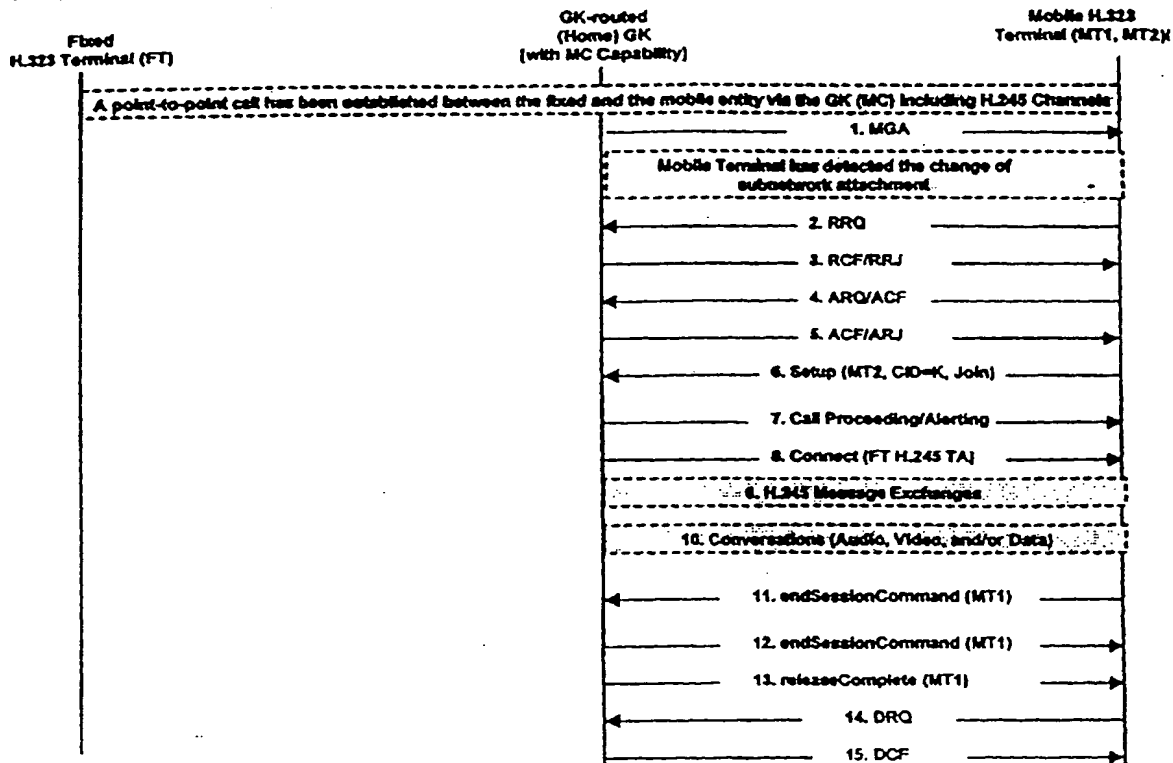 Fixed
H.323 Terminal (FT)
GK-routed
(Home) GK
[with MC Capability]
Mobile H.323
Terminal (MT1, MT2)
A point-to-point call has been established between the fixed and the mobile entity via the GK (MC) including H.245 Channels
1. MGA
Mobile Terminal has detected the change of
subnetwork attachment
2. RRQ
3. RCF/RRJ
4. ARQ/ACF
5. ACF/ARJ
6. Setup (MT2, CID=K, Join)
7. Call Proceeding/Alerting
8. Connect (FT H.245 TA)
9. H.245 Message Exchanges
10. Conversations (Audio, Video, and/or Data)
11. endSessionCommand (MT1)
12. endSessionCommand (MT1)
13. releaseComplete (MT1)
14. DRQ
15. DCF